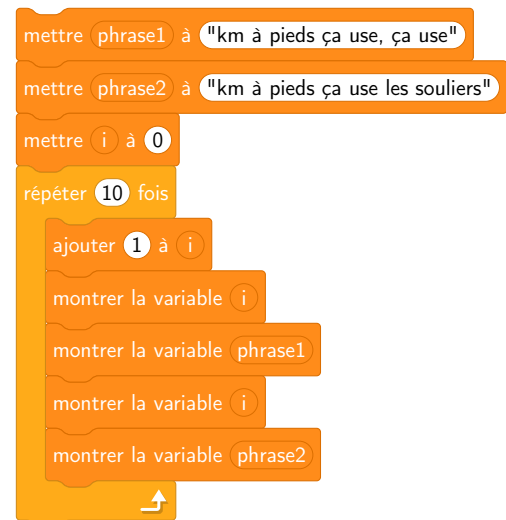 mettre phrase1 à "km à pieds ça use, ça use"
mettre phrase2 à "km à pieds ça use les souliers"
mettre i à 0
répéter 10 fois
ajouter 1 à i
montrer la variable i
montrer la variable phrase1
montrer la variable i
montrer la variable phrase2